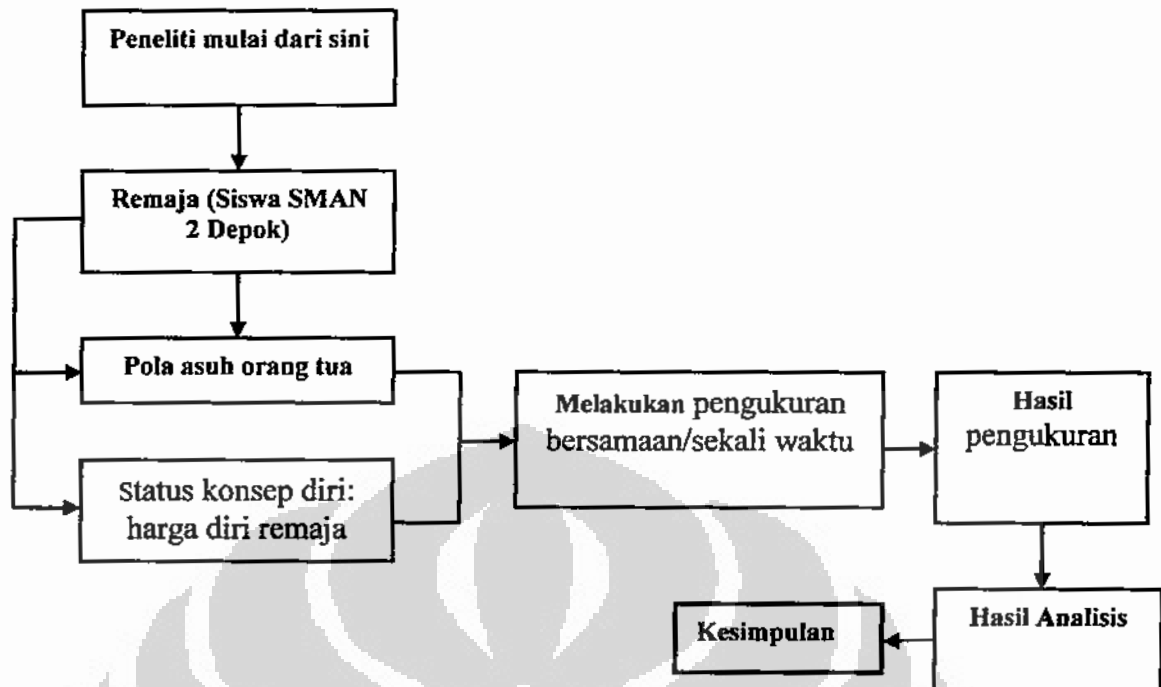 Peneliti mulai dari sini
Remaja (Siswa SMAN
2 Depok)
Pola asuh orang tua
Status konsep diri:
harga diri remaja
Melakukan pengukuran
bersamaan/sekali waktu
Hasil
pengukuran
Hasil Analisis
Kesimpulan